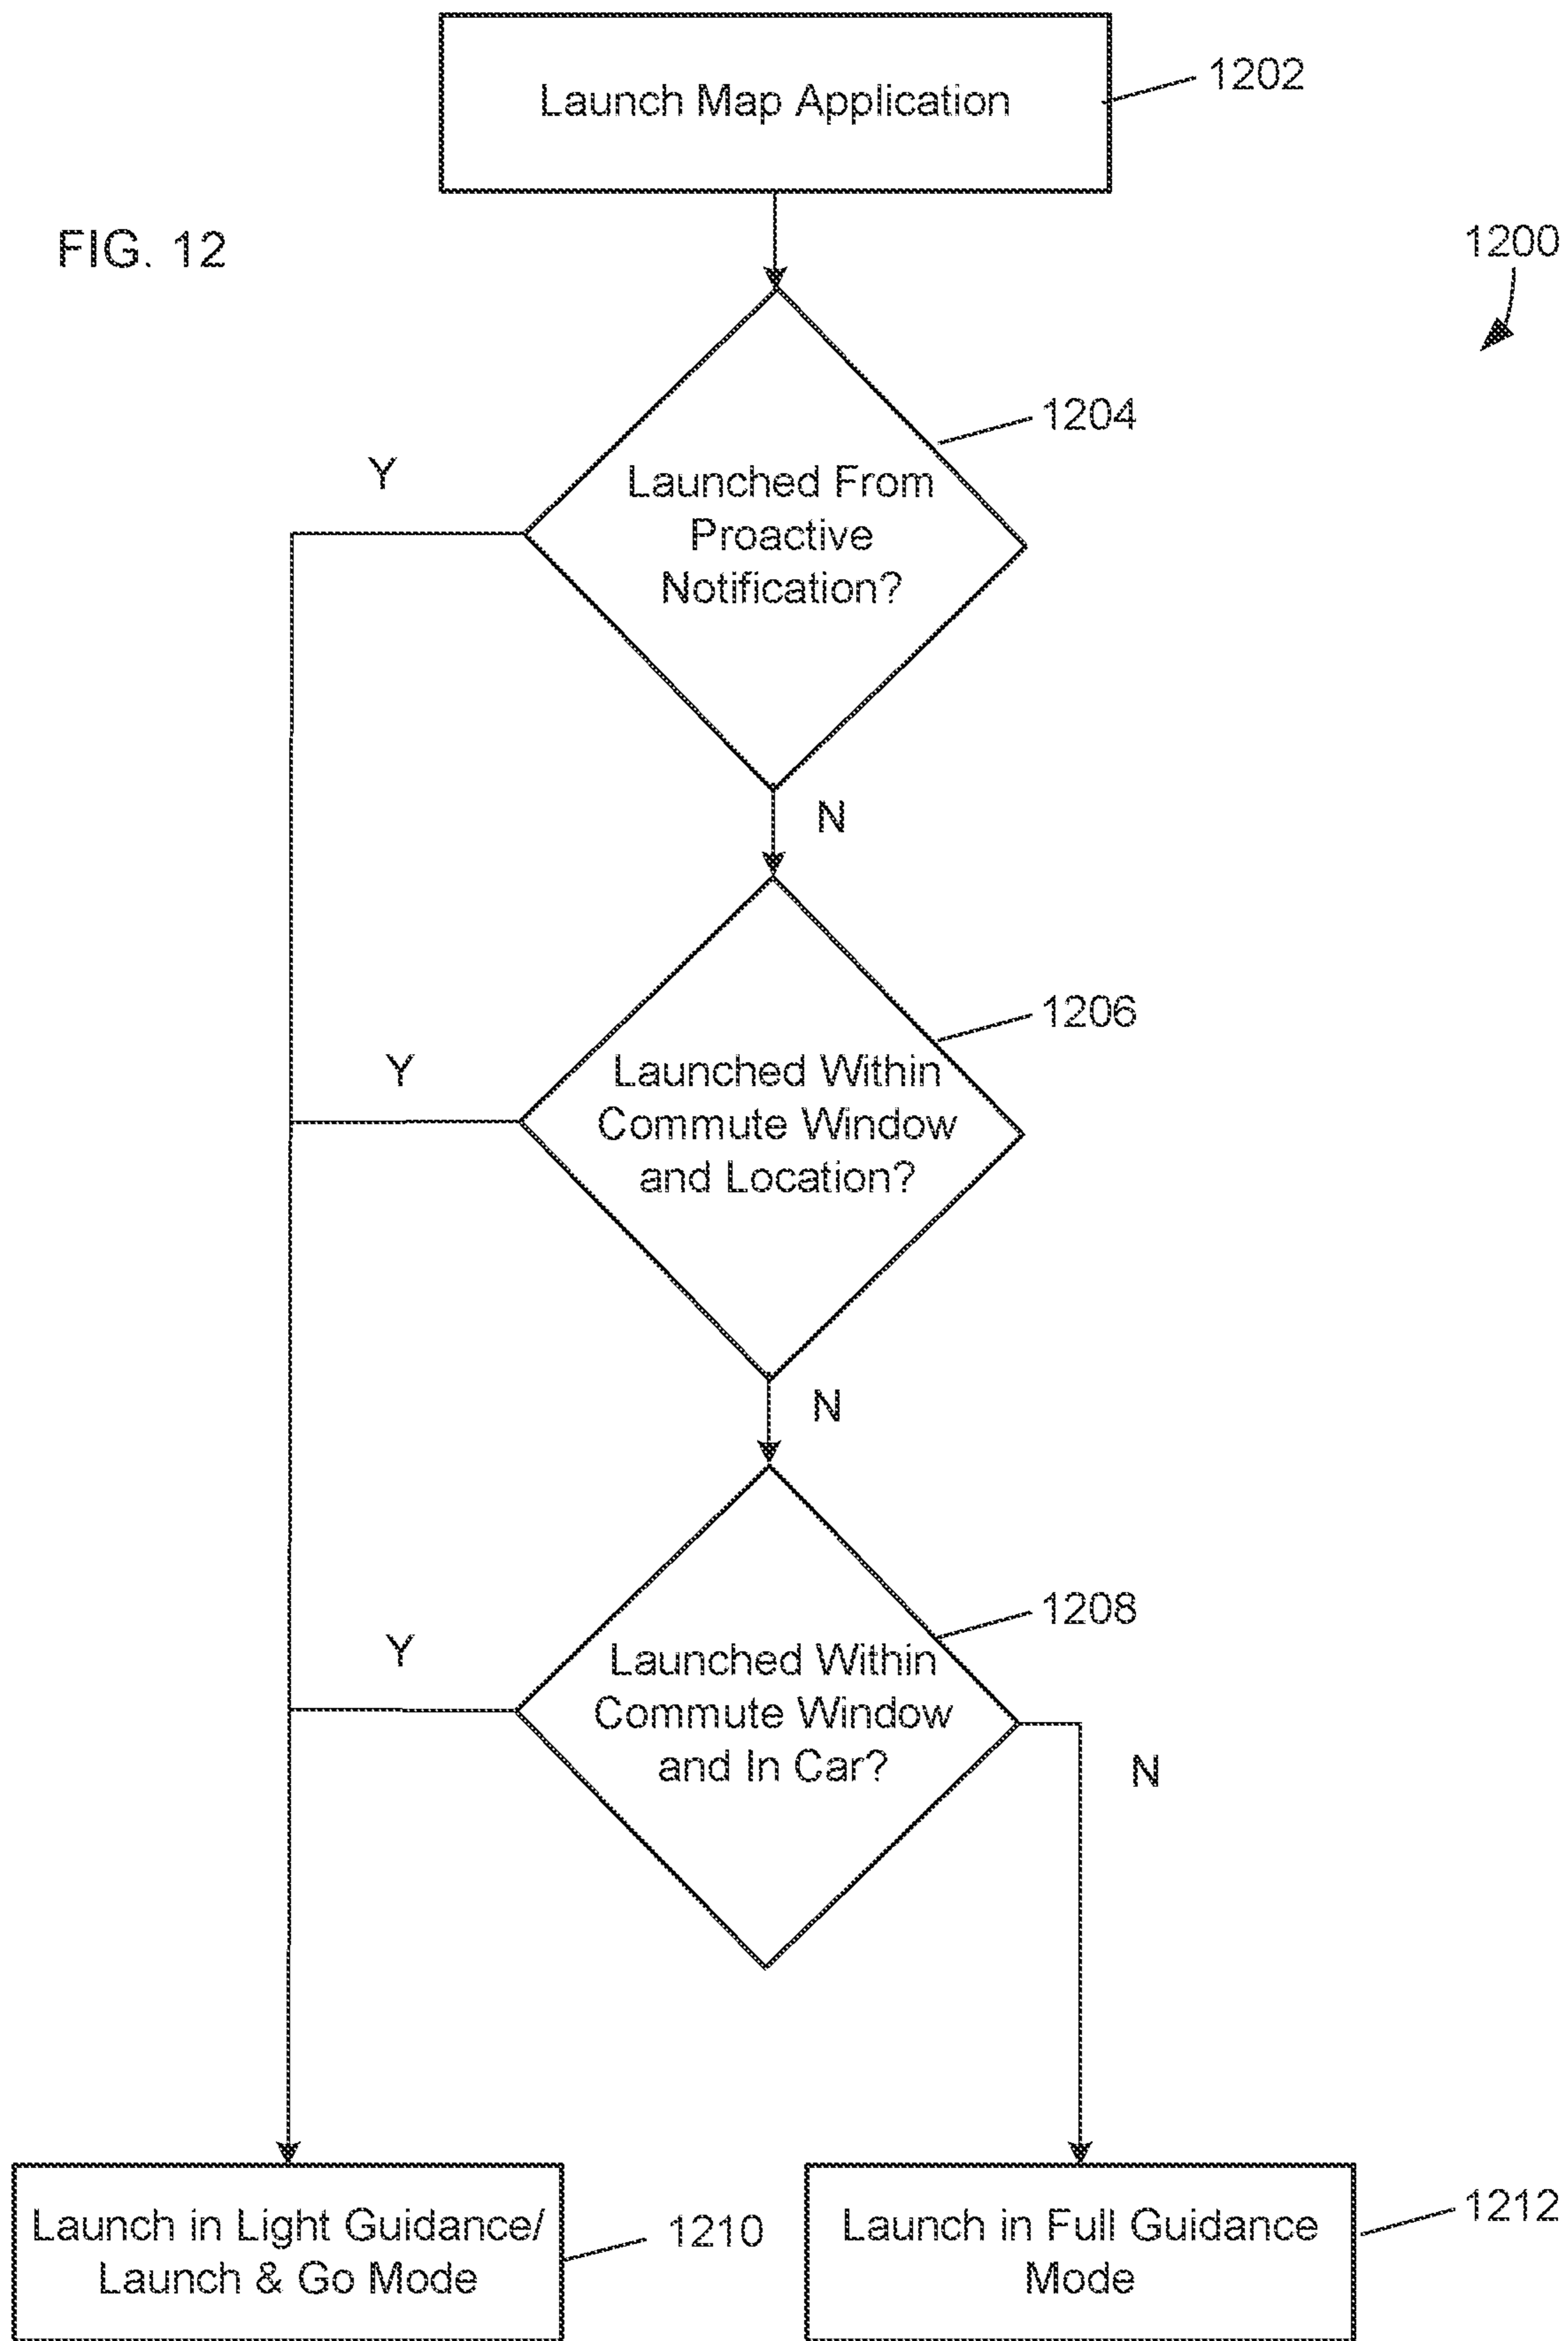 Launch Map Application
1202
FIG. 12
1200
1204
Y
Launched From
Proactive
Notification?
N
1206
Y
Launched Within
Commute Window
and Location?
N
1208
Y
Launched Within
Commute Window
and In Car?
N
Launch in Light Guidance/
Launch & Go Mode
1210
Launch in Full Guidance
Mode
1212